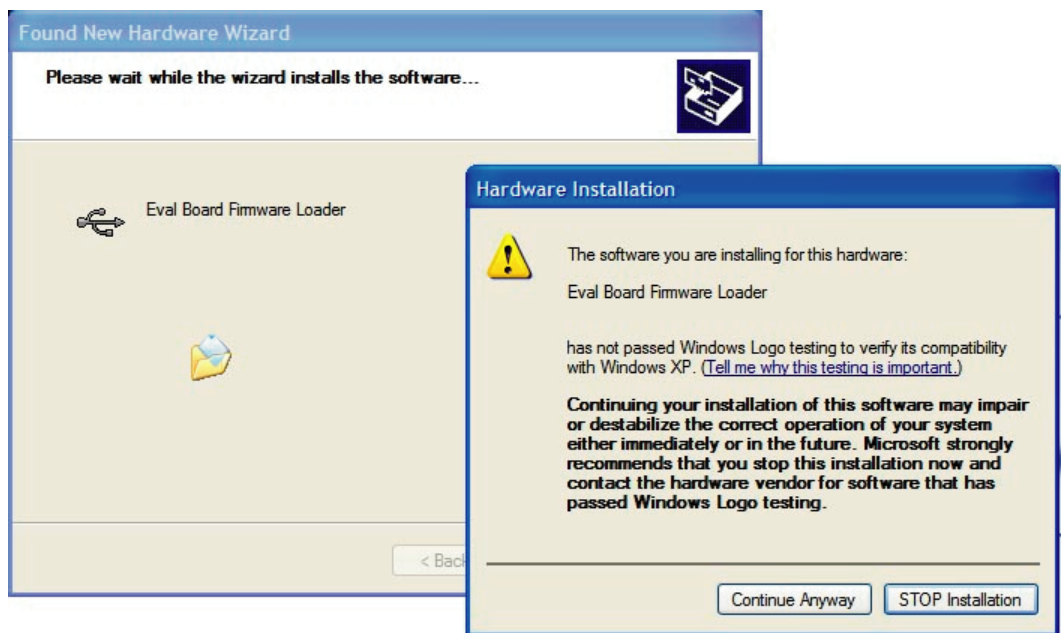 Found New Hardware Wizard
Please wait while the wizard installs the software...
Eval Board Firmware Loader
< Back
Hardware Installation
The software you are installing for this hardware:
Eval Board Firmware Loader
has not passed Windows Logo testing to verify its compatibility
with Windows XP. (Tell me why this testing is important.)
Continuing your installation of this software may impair
or destabilize the correct operation of your system
either immediately or in the future. Microsoft strongly
recommends that you stop this installation now and
contact the hardware vendor for software that has
passed Windows Logo testing.
Continue Anyway
STOP Installation